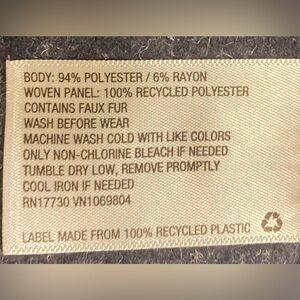 BODY: 94% POLYESTER / 6% RAYON
WOVEN PANEL: 100% RECYCLED POLYESTER
CONTAINS FAUX FUR
WASH BEFORE WEAR
MACHINE WASH COLD WITH LIKE COLORS
ONLY NON-CHLORINE BLEACH IF NEEDED
TUMBLE DRY LOW, REMOVE PROMPTLY
COOL IRON IF NEEDED
RN17730 VN1069804
LABEL MADE FROM 100% RECYCLED PLASTIC